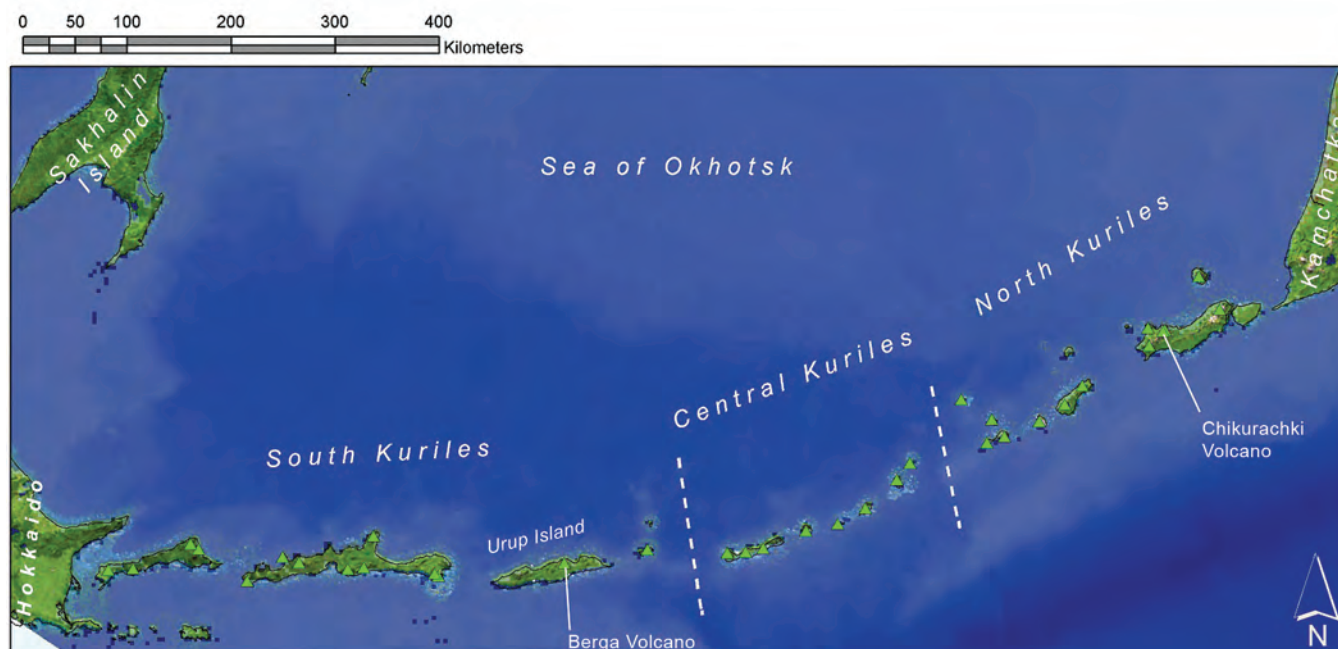 0 50 100 200 300 400
Kilometers
Sakhalin
Island
Sea of Okhotsk
Kamchatka
North Kuriles
Central Kuriles
South Kuriles
Chikurachki
Volcano
Urup Island
Hokkaido
Berga Volcano
N